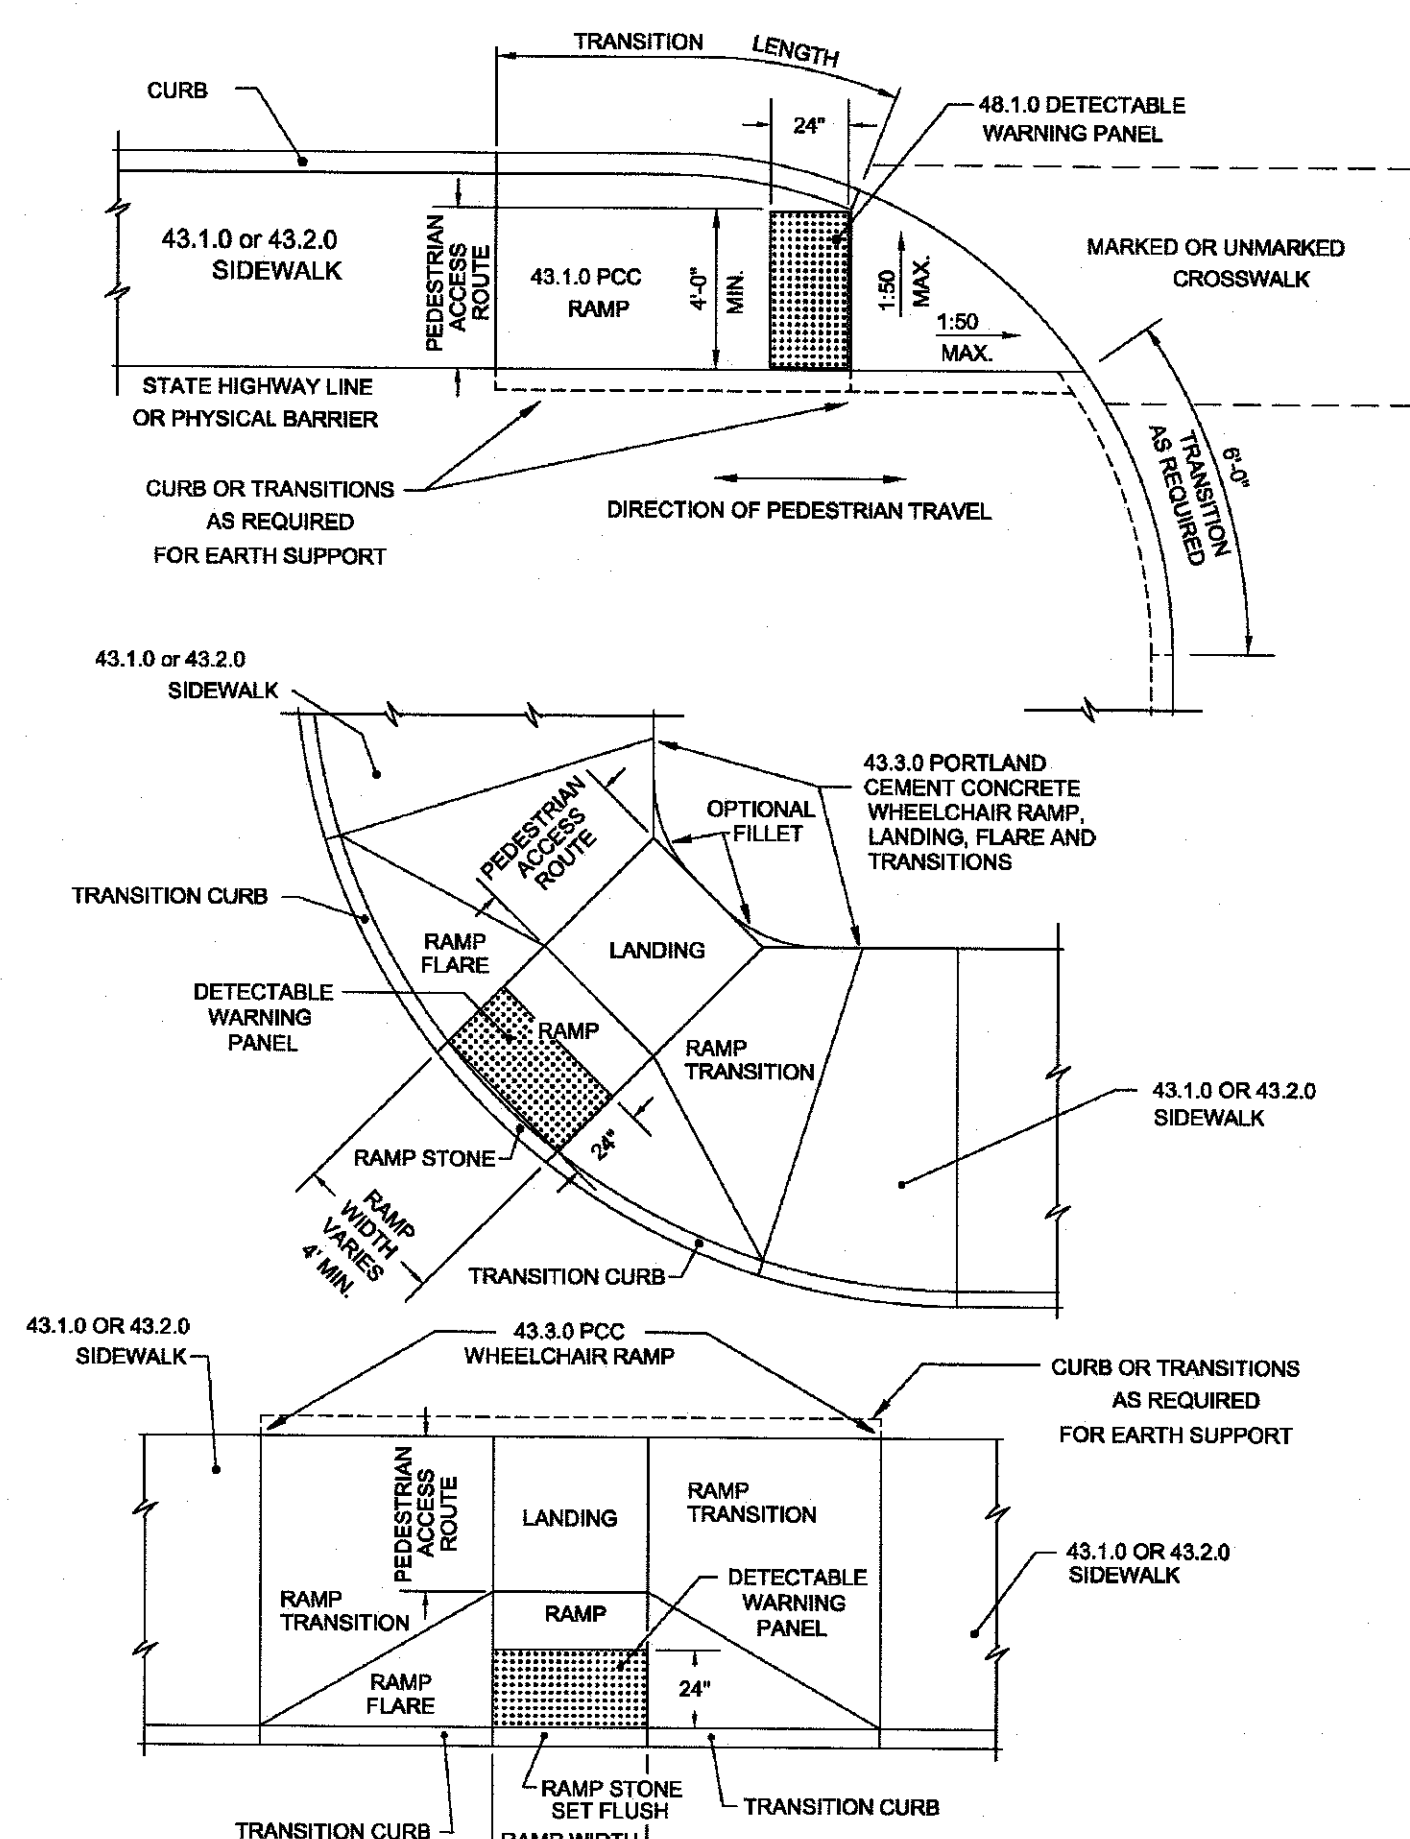 TRANSITION LENGTH
CURB
24"
48.1.0 DETECTABLE
WARNING PANEL
43.1.0 or 43.2.0
SIDEWALK
PEDESTRIAN
ACCESS
ROUTE
43.1.0 PCC
RAMP
4'-0"
MIN.
1:50
MAX.
1:50
MAX.
MARKED OR UNMARKED
CROSSWALK
STATE HIGHWAY LINE
OR PHYSICAL BARRIER
CURB OR TRANSITIONS
AS REQUIRED
FOR EARTH SUPPORT
DIRECTION OF PEDESTRIAN TRAVEL
6'-0"
TRANSITION
AS REQUIRED
43.1.0 or 43.2.0
SIDEWALK
PEDESTRIAN
ACCESS
ROUTE
OPTIONAL
FILLET
43.3.0 PORTLAND
CEMENT CONCRETE
WHEELCHAIR RAMP,
LANDING, FLARE AND
TRANSITIONS
TRANSITION CURB
RAMP
FLARE
LANDING
DETECTABLE
WARNING
PANEL
RAMP
RAMP
TRANSITION
43.1.0 OR 43.2.0
SIDEWALK
RAMP STONE
24"
RAMP
WIDTH
VARIES
4' MIN.
TRANSITION CURB
43.1.0 OR 43.2.0
SIDEWALK
43.3.0 PCC
WHEELCHAIR RAMP
CURB OR TRANSITIONS
AS REQUIRED
FOR EARTH SUPPORT
PEDESTRIAN
ACCESS
ROUTE
LANDING
RAMP
TRANSITION
43.1.0 OR 43.2.0
SIDEWALK
RAMP
TRANSITION
RAMP
DETECTABLE
WARNING
PANEL
RAMP
FLARE
24"
RAMP STONE
SET FLUSH
TRANSITION CURB
TRANSITION CURB
RAMP WIDTH